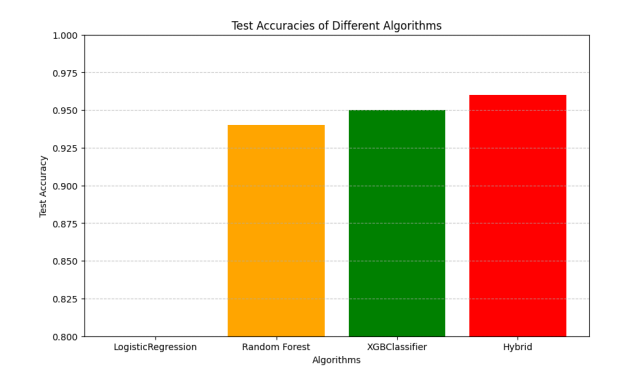 Test Accuracies of Different Algorithms
1.000
0.975
0.950
0.925
0.900
0.875
0.850
0.825
0.800
Test Accuracy
LogisticRegression Random Forest XGBClassifier Hybrid
Algorithms